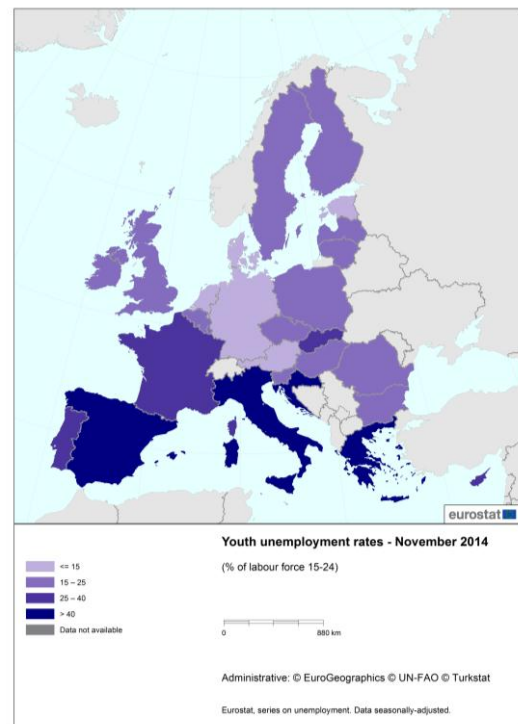 eurostat
Youth unemployment rates - November 2014
(% of labour force 15-24)
<= 15
15 – 25
25 – 40
> 40
Data not available
0 880 km
Administrative: © EuroGeographics © UN-FAO © Turkstat
Eurostat, series on unemployment. Data seasonally-adjusted.